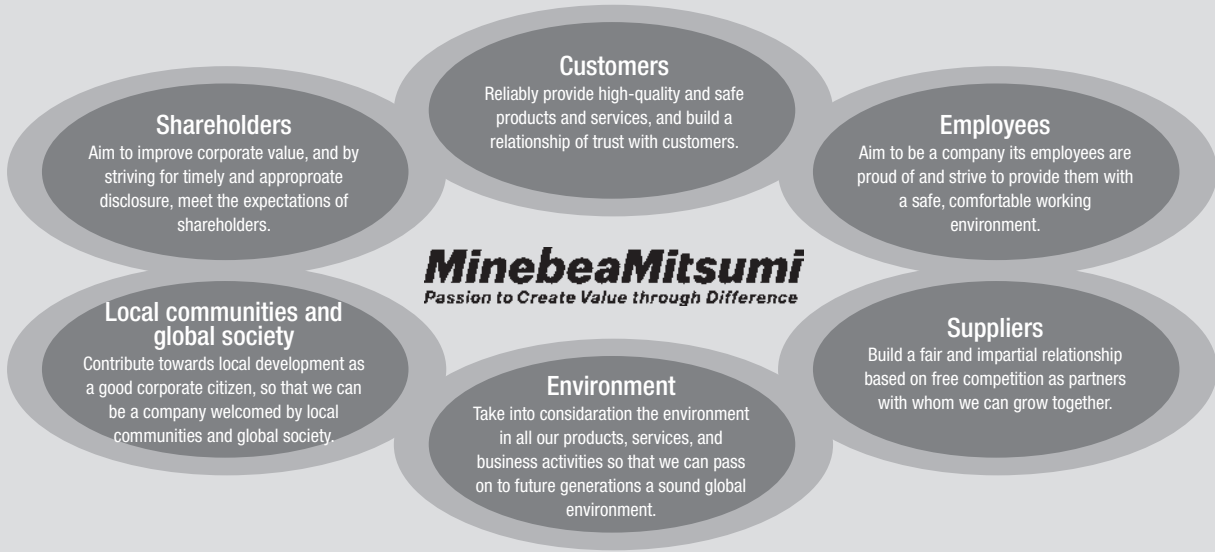 Customers
Reliably provide high-quality and safe
products and services, and build a
relationship of trust with customers.
Shareholders
Aim to improve corporate value, and by
striving for timely and approproate
disclosure, meet the expectations of
shareholders.
Employees
Aim to be a company its employees are
proud of and strive to provide them with
a safe, comfortable working
environment.
MinebeaMitsumi
Passion to Create Value through Difference
Local communities and
global society
Contribute towards local development as
a good corporate citizen, so that we can
be a company welcomed by local
communities and global society.
Suppliers
Build a fair and impartial relationship
based on free competition as partners
with whom we can grow together.
Environment
Take into considaration the environment
in all our products, services, and
business activities so that we can pass
on to future generations a sound global
environment.